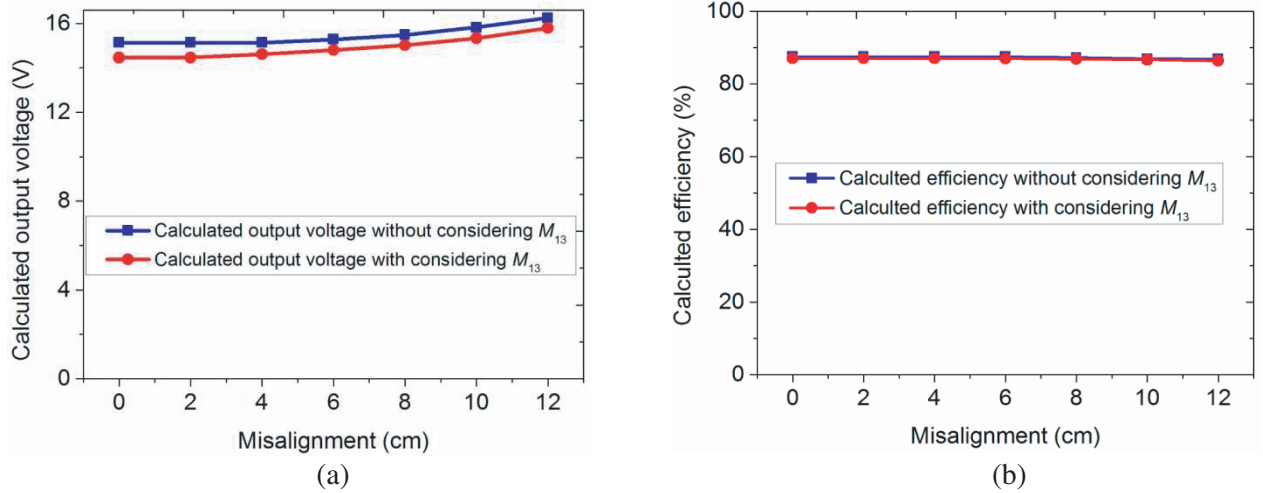 Calculated output voltage (V)
16
12
8
4
0
Calculated output voltage without considering M13
Calculated output voltage with considering M13
0 2 4 6 8 10 12
Misalignment (cm)
(a)
Calculted efficiency (%)
100
80
60
40
20
0
Calculted efficiency without considering M13
Calculted efficiency with considering M13
0 2 4 6 8 10 12
Misalignment (cm)
(b)